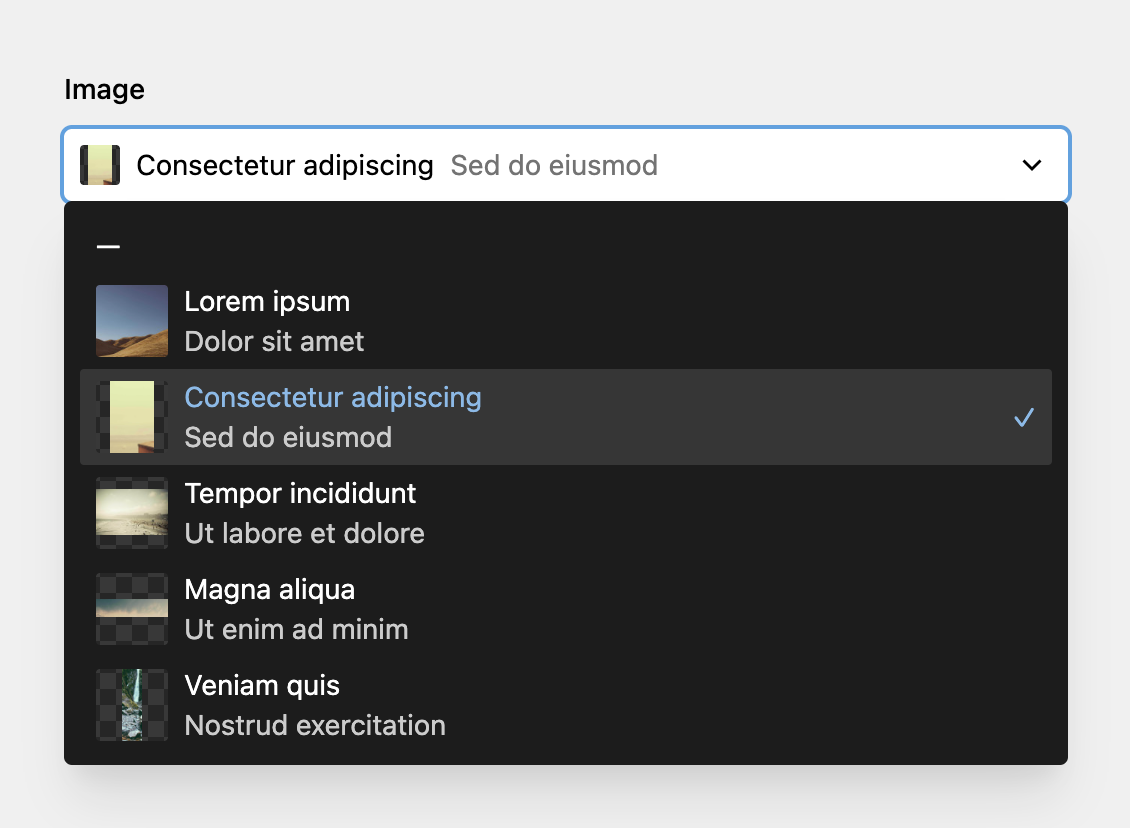 Image
Consectetur adipiscing Sed do eiusmod
—
Lorem ipsum
Dolor sit amet
Consectetur adipiscing
Sed do eiusmod
Tempor incididunt
Ut labore et dolore
Magna aliqua
Ut enim ad minim
Veniam quis
Nostrud exercitation